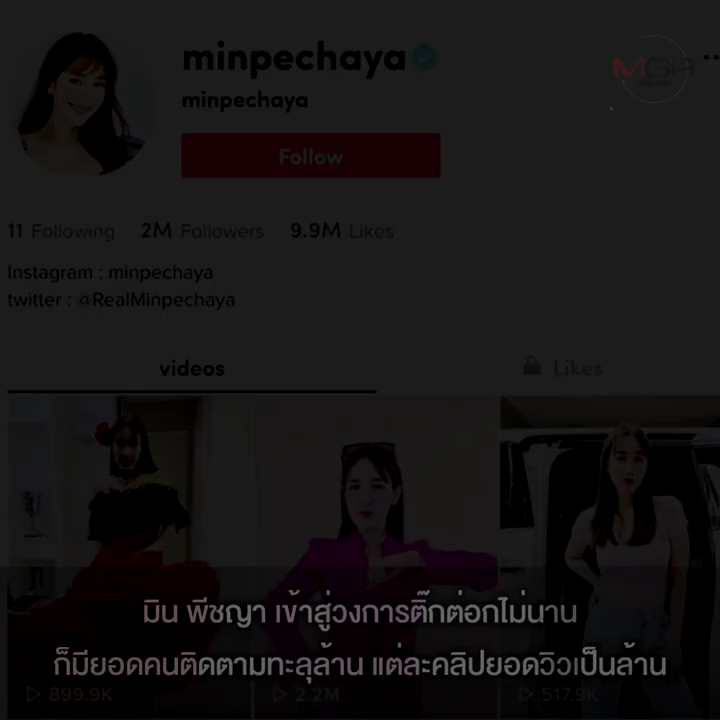 minpechaya
MGR
minpechaya
Follow
11 Following 2M Followers 9.9M Likes
Instagram : minpechaya
twitter : @RealMinpechaya
videos
Likes
มิน พีชญา เข้าสู่วงการติ๊กต่อกไม่นาน
ก็มียอดคนติดตามทะลุล้าน แต่ละคลิปยอดวิวเป็นล้าน
899.9K
2.2M
517.9K